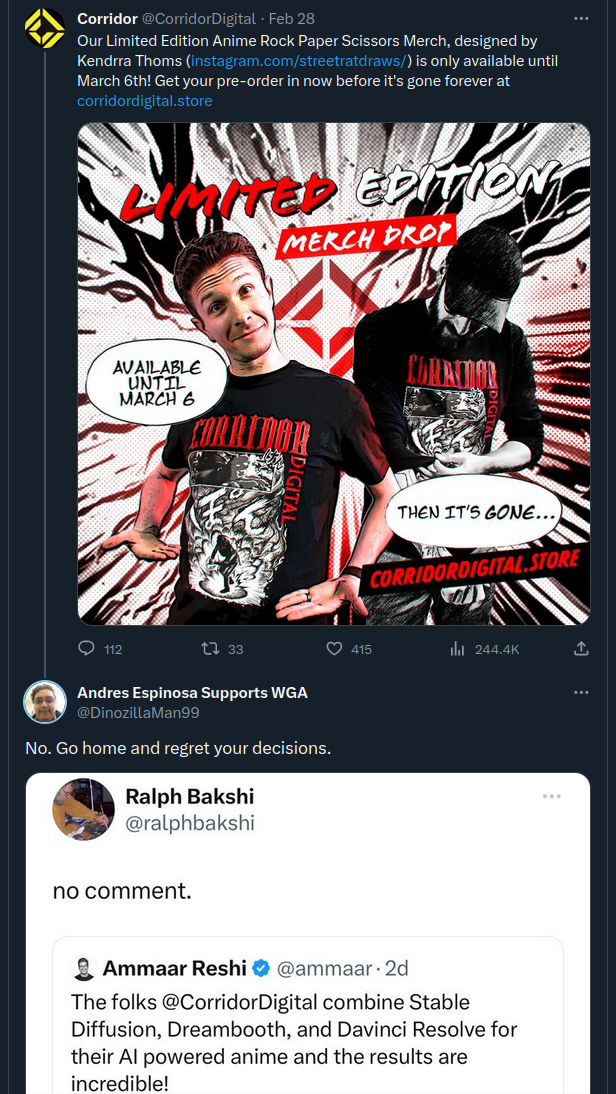 Corridor @CorridorDigital · Feb 28
Our Limited Edition Anime Rock Paper Scissors Merch, designed by
Kendrra Thoms (instagram.com/streetratdraws/) is only available until
March 6th! Get your pre-order in now before it's gone forever at
corridordigital.store
LIMITED EDITION
MERCH DROP
AVAILABLE
UNTIL
MARCH 6
CORRIDOR
DIGITAL
CORRIDOR
DIGITAL
THEN IT'S GONE...
CORRIDORDIGITAL.STORE
112 33 415 244.4K
Andres Espinosa Supports WGA
@DinozillaMan99
No. Go home and regret your decisions.
Ralph Bakshi
@ralphbakshi
no comment.
Ammaar Reshi @ammaar · 2d
The folks @CorridorDigital combine Stable
Diffusion, Dreambooth, and Davinci Resolve for
their AI powered anime and the results are
incredible!